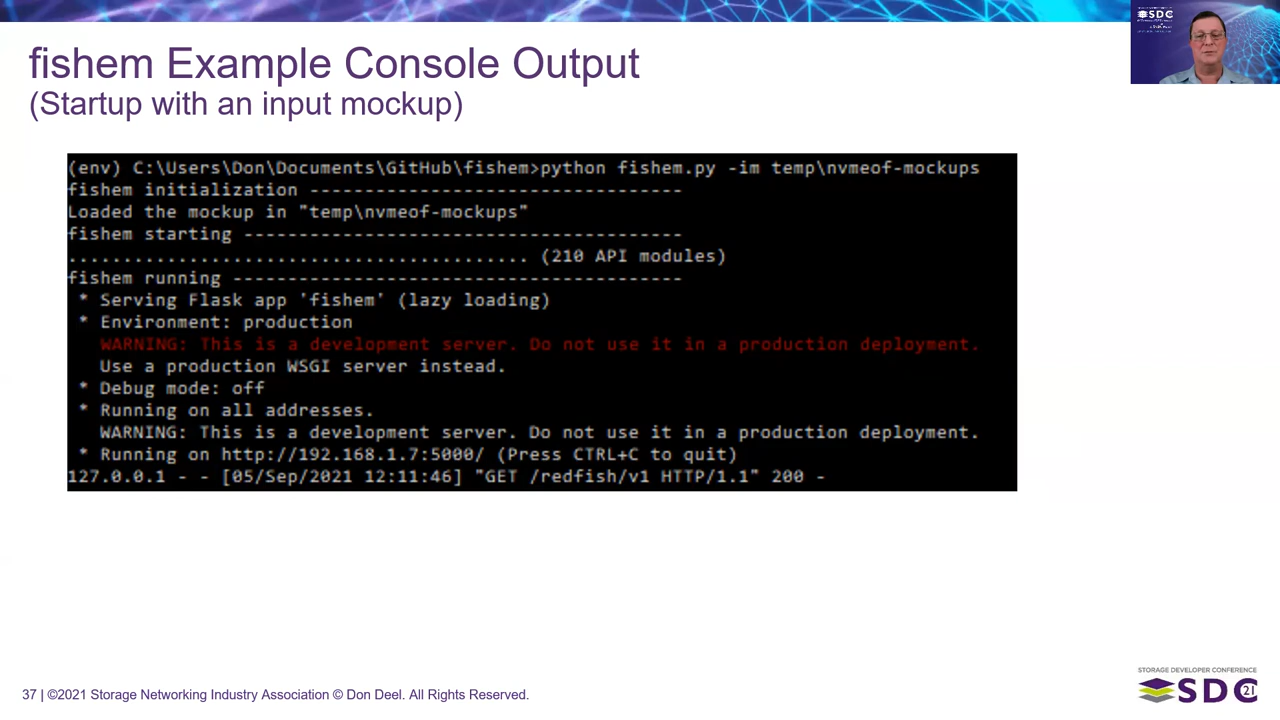 SDC
fishem Example Console Output
(Startup with an input mockup)
(env) C:\Users\Don\Documents\GitHub\fishem>python fishem.py -im temp\nvmeof-mockups
fishem initialization ----------------------------------
Loaded the mockup in "temp\nvmeof-mockups"
fishem starting ----------------------------------------
.......................................... (210 API modules)
fishem running -----------------------------------------
* Serving Flask app 'fishem' (lazy loading)
* Environment: production
WARNING: This is a development server. Do not use it in a production deployment.
Use a production WSGI server instead.
* Debug mode: off
* Running on all addresses.
WARNING: This is a development server. Do not use it in a production deployment.
* Running on http://192.168.1.7:5000/ (Press CTRL+C to quit)
127.0.0.1 - - [05/Sep/2021 12:11:46] "GET /redfish/v1 HTTP/1.1" 200 -
37 | ©2021 Storage Networking Industry Association © Don Deel. All Rights Reserved.
STORAGE DEVELOPER CONFERENCE
SDC 21